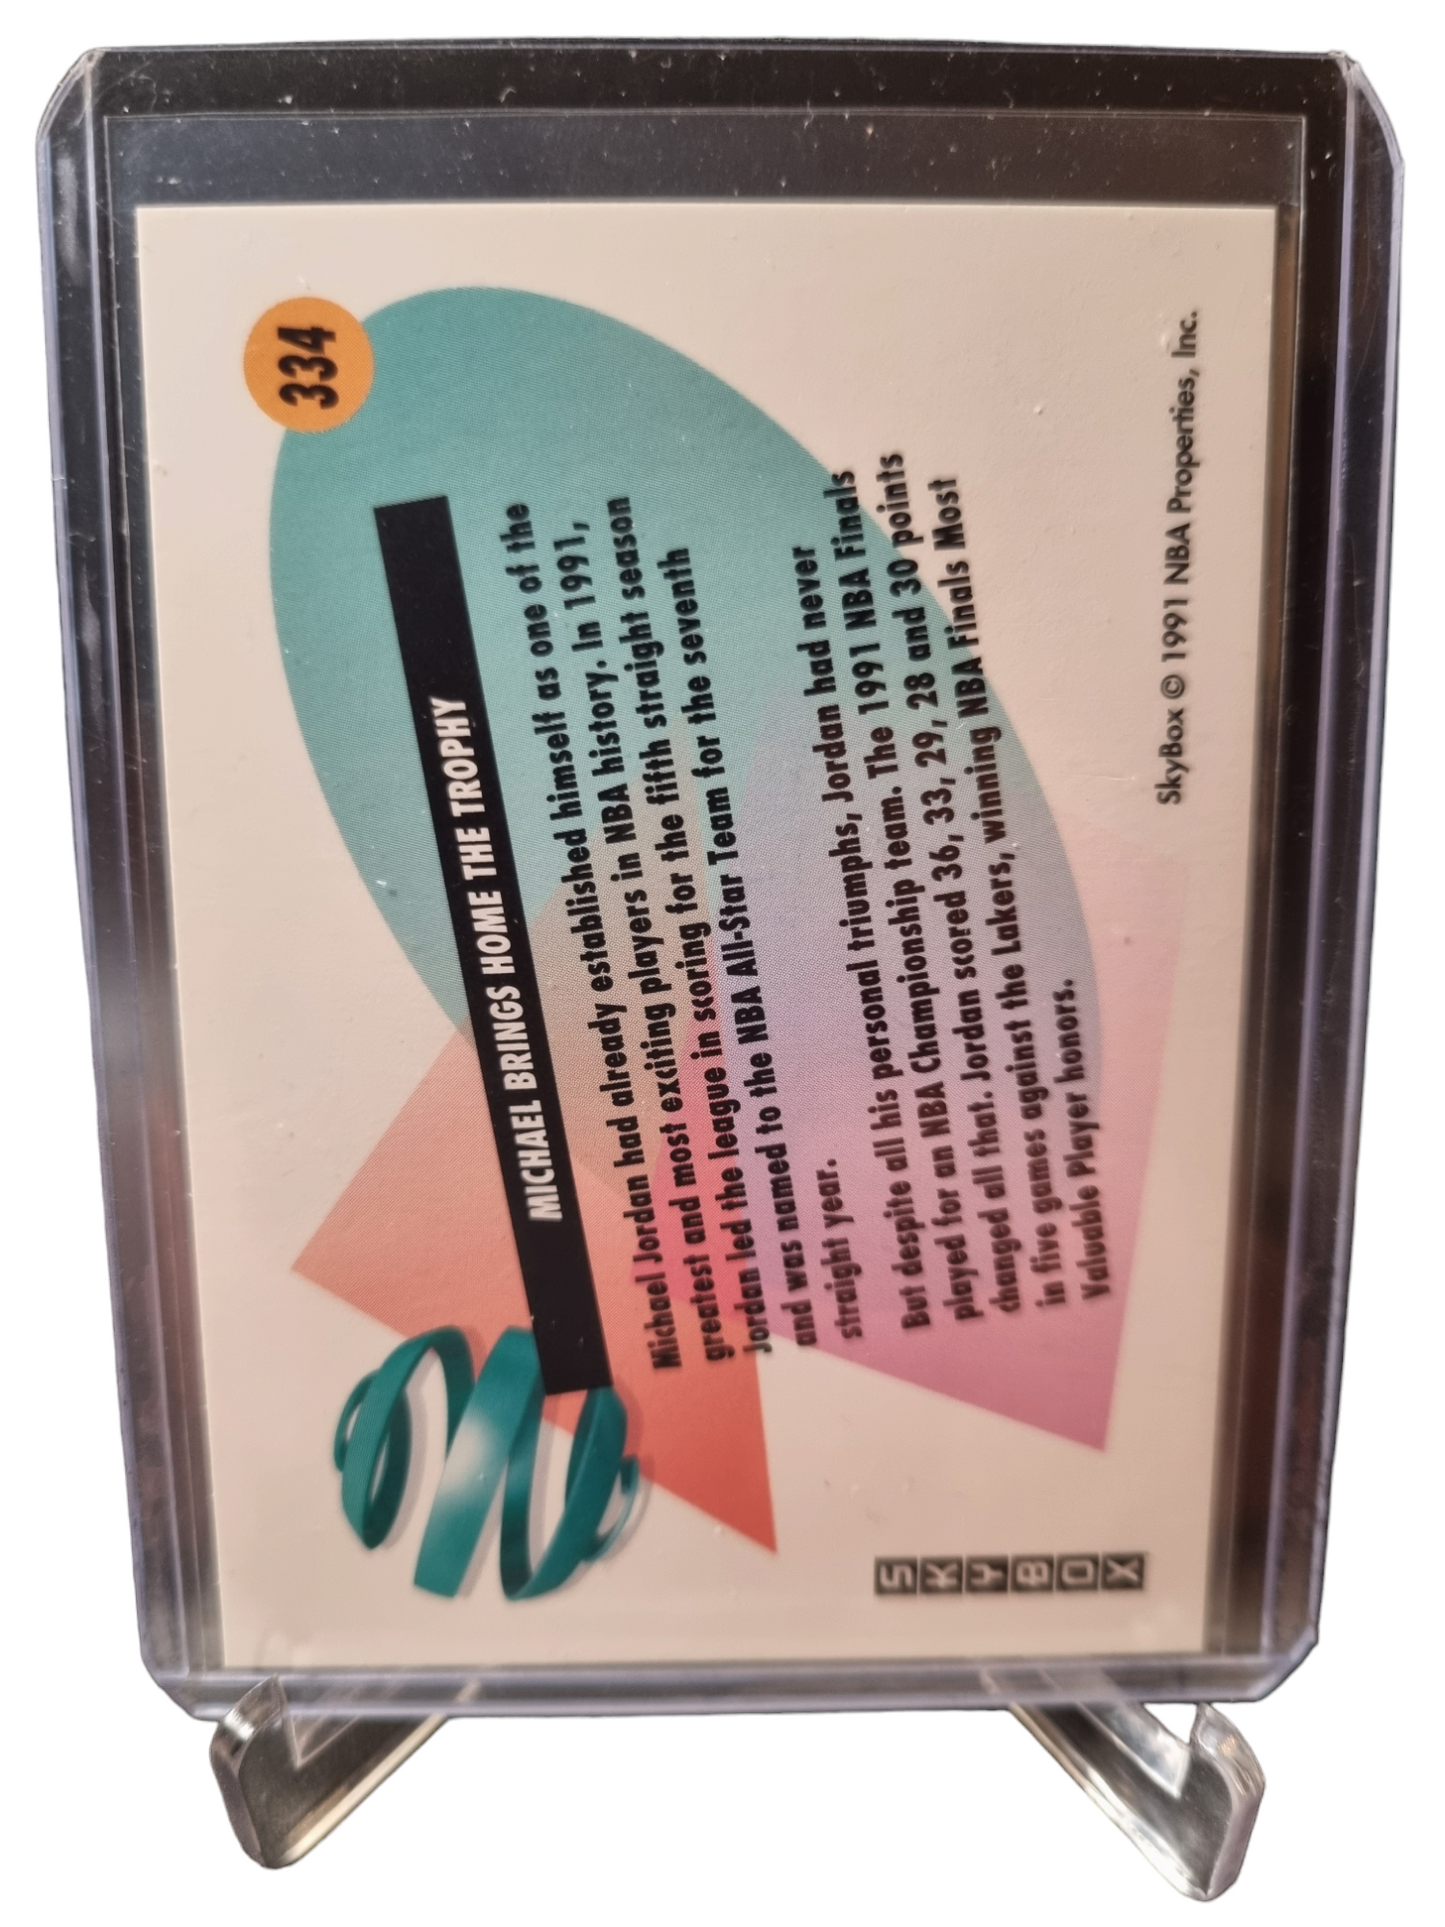 334
MICHAEL BRINGS HOME THE TROPHY
Michael Jordan had already established himself as one of the
greatest and most exciting players in NBA history. In 1991,
Jordan led the league in scoring for the fifth straight season
and was named to the NBA All-Star Team for the seventh
straight year.
But despite all his personal triumphs, Jordan had never
played for an NBA Championship team. The 1991 NBA Finals
changed all that. Jordan scored 36, 33, 29, 28 and 30 points
in five games against the Lakers, winning NBA Finals Most
Valuable Player honors.
SKYBOX
SkyBox © 1991 NBA Properties, Inc.